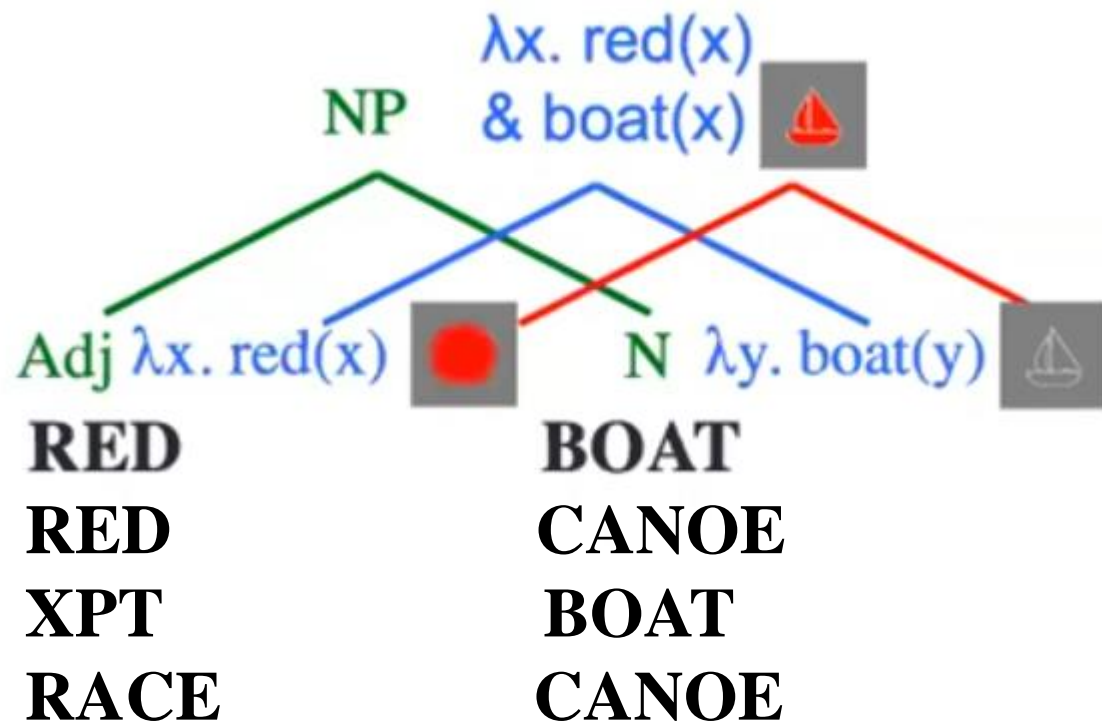 λx. red(x)
NP & boat(x)
Adj λx. red(x) N λy. boat(y)
RED BOAT
RED CANOE
XPT BOAT
RACE CANOE